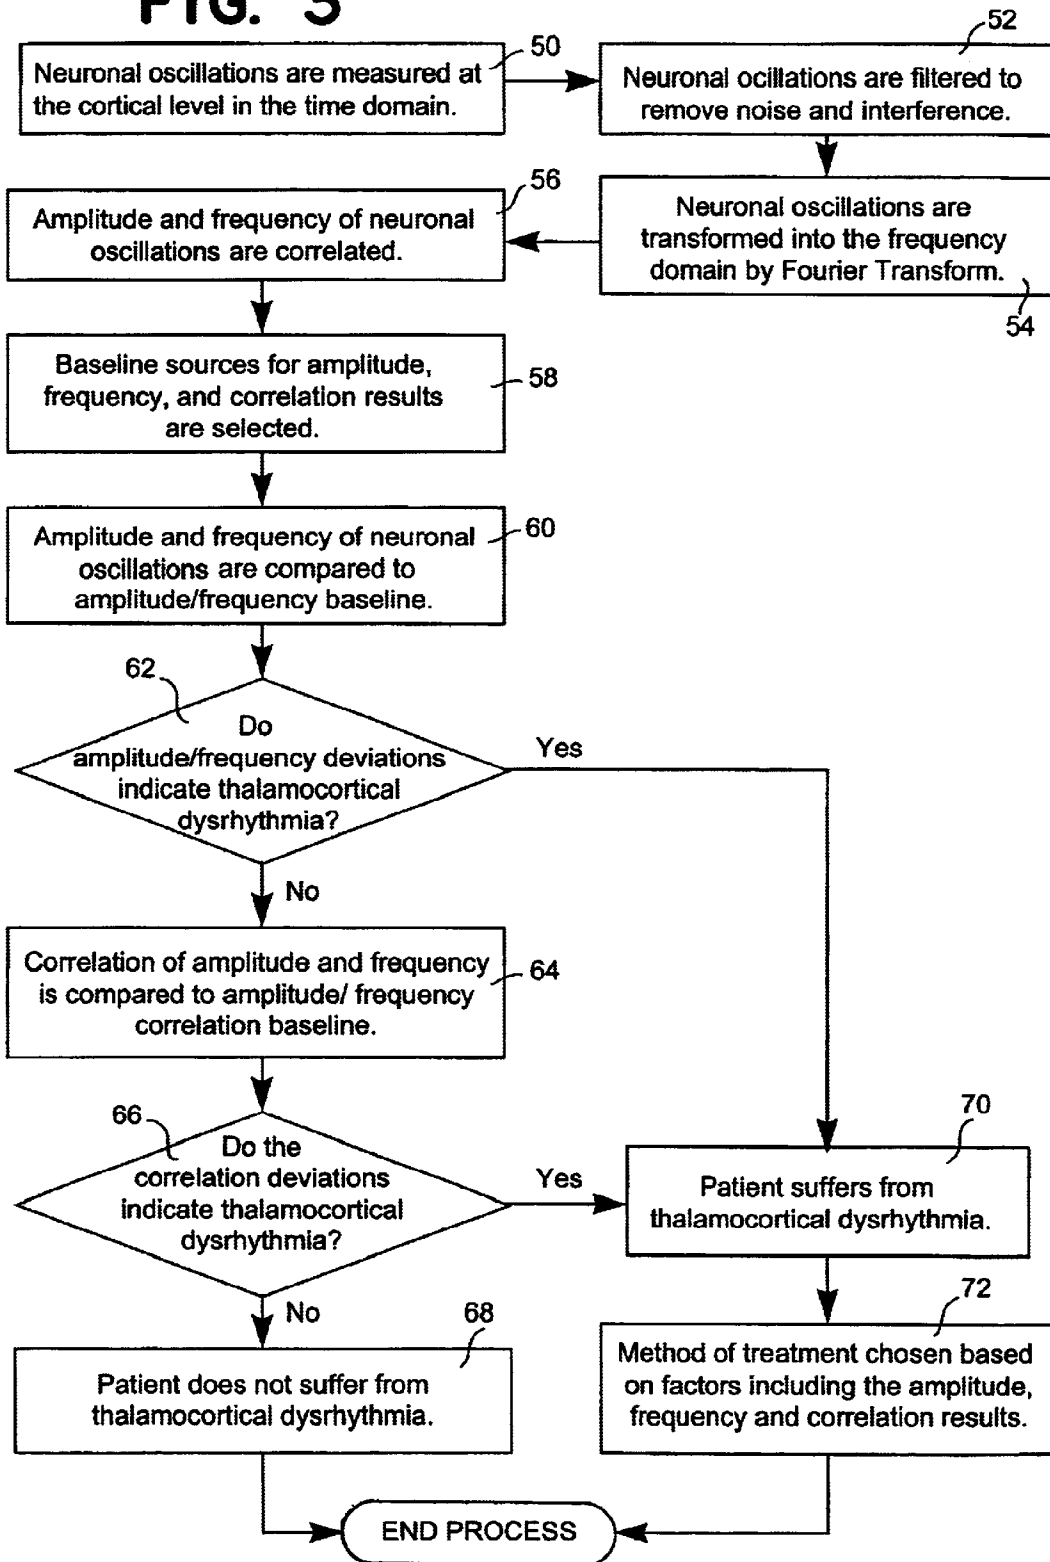 FIG. 3
50
Neuronal oscillations are measured at
the cortical level in the time domain.
52
Neuronal ocillations are filtered to
remove noise and interference.
Neuronal oscillations are
transformed into the frequency
domain by Fourier Transform.
54
56
Amplitude and frequency of neuronal
oscillations are correlated.
Baseline sources for amplitude,
frequency, and correlation results
are selected.
58
Amplitude and frequency of neuronal
oscillations are compared to
amplitude/frequency baseline.
60
62
Do
amplitude/frequency deviations
indicate thalamocortical
dysrhythmia?
Yes
No
Correlation of amplitude and frequency
is compared to amplitude/ frequency
correlation baseline.
64
66
Do the
correlation deviations
indicate thalamocortical
dysrhythmia?
Yes
No
70
Patient suffers from
thalamocortical dysrhythmia.
68
Patient does not suffer from
thalamocortical dysrhythmia.
72
Method of treatment chosen based
on factors including the amplitude,
frequency and correlation results.
END PROCESS